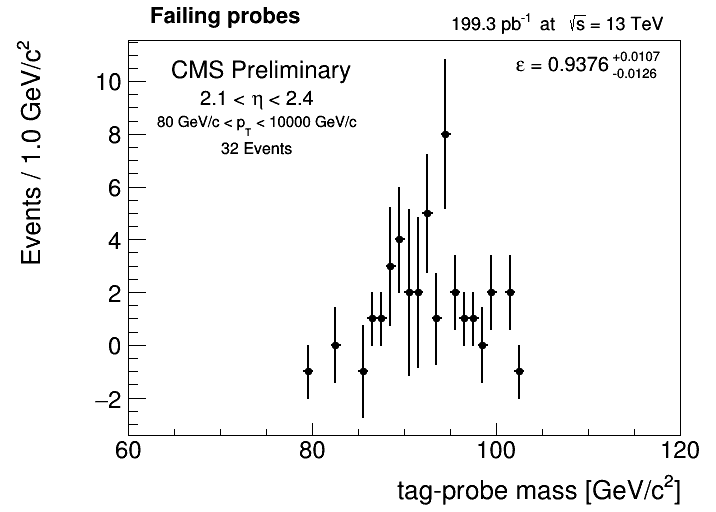 Failing probes
199.3 pb⁻¹ at √s = 13 TeV
CMS Preliminary
2.1 < η < 2.4
80 GeV/c < p_T < 10000 GeV/c
32 Events
ε = 0.9376 +0.0107 -0.0126
Events / 1.0 GeV/c²
10
8
6
4
2
0
−2
60 80 100 120
tag-probe mass [GeV/c²]